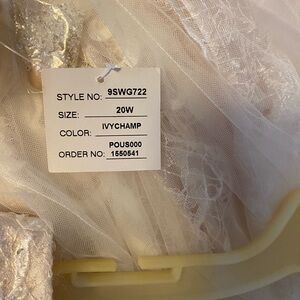 STYLE NO: 9SWG722
SIZE: 20W
COLOR: IVYCHAMP
POUS000
ORDER NO: 1550541